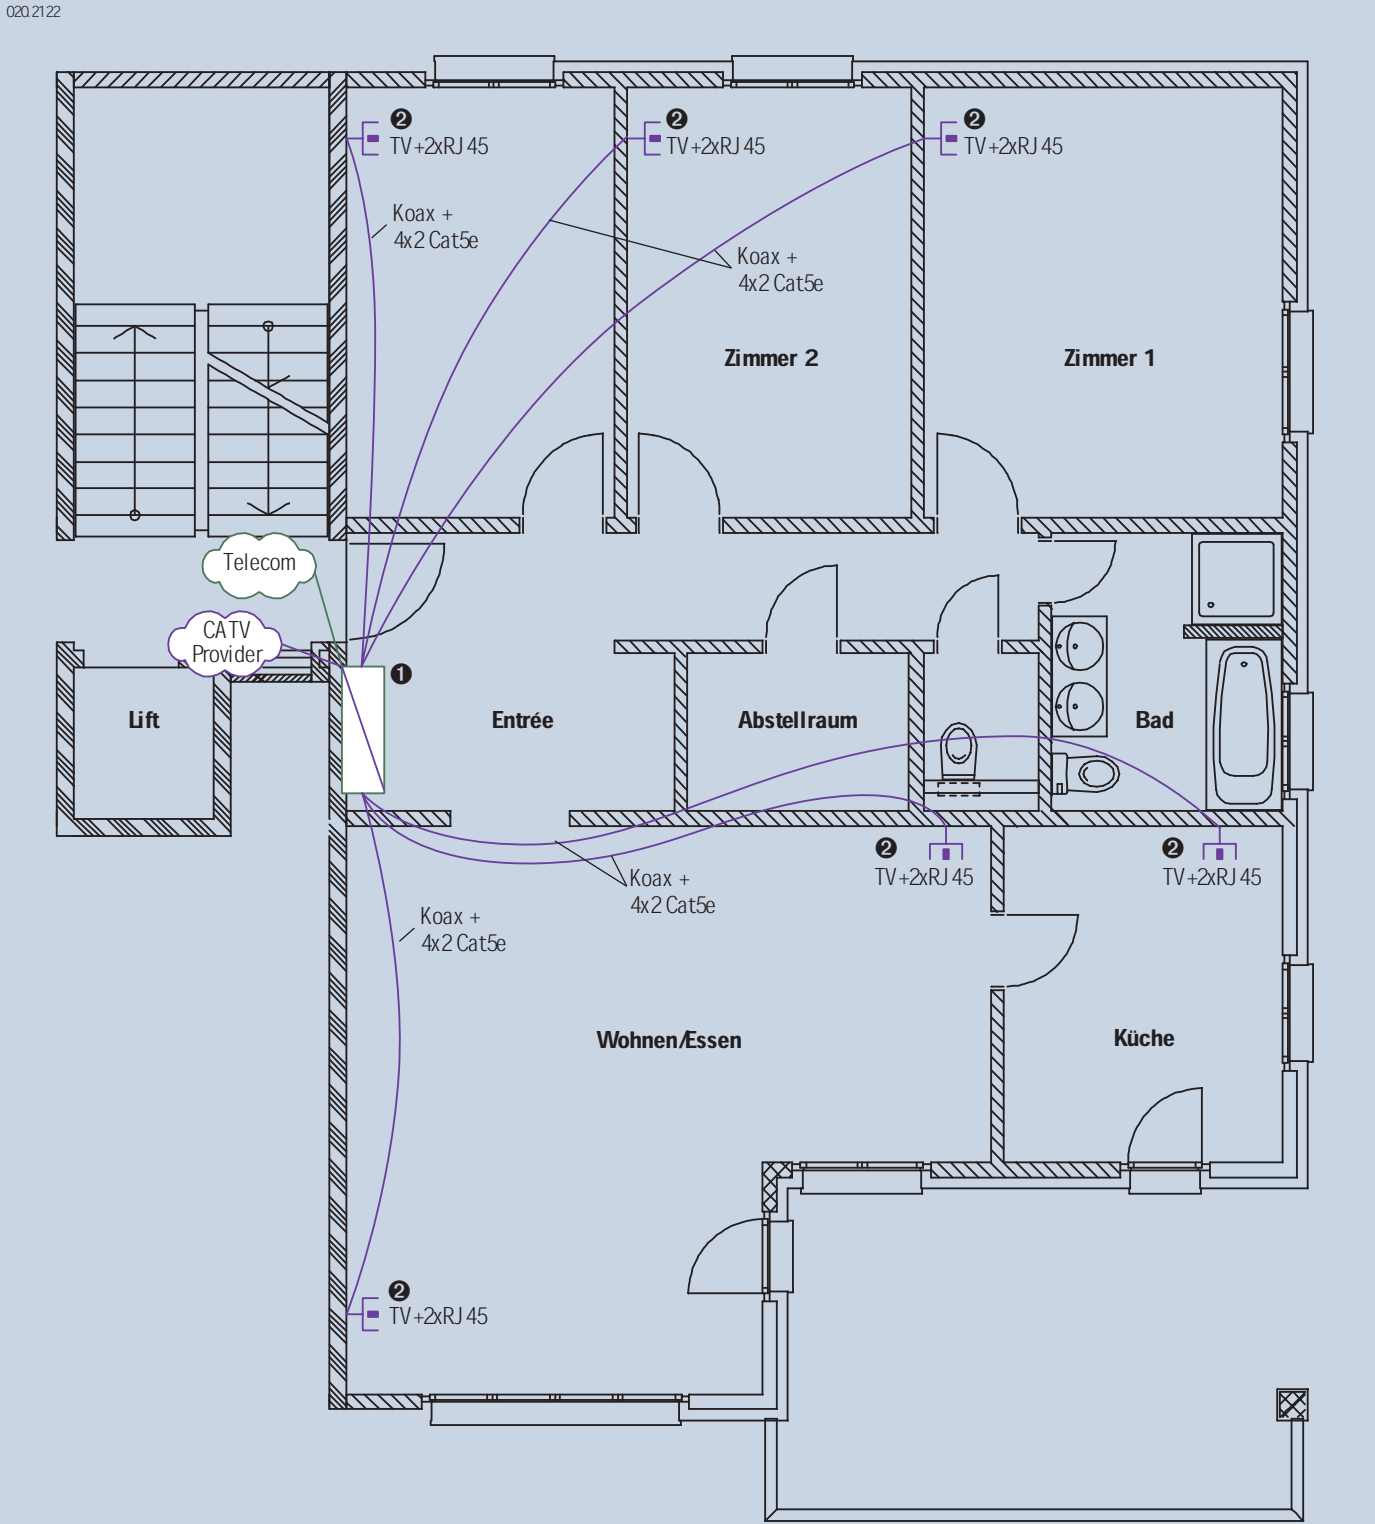 020.2122
❷
TV+2xRJ45
❷
TV+2xRJ45
❷
TV+2xRJ45
Koax +
4x2 Cat5e
Koax +
4x2 Cat5e
Zimmer 2
Zimmer 1
Telecom
CATV
Provider
❶
Lift
Entrée
Abstellraum
Bad
❷
TV+2xRJ45
❷
TV+2xRJ45
Koax +
4x2 Cat5e
Koax +
4x2 Cat5e
Wohnen/Essen
Küche
❷
TV+2xRJ45